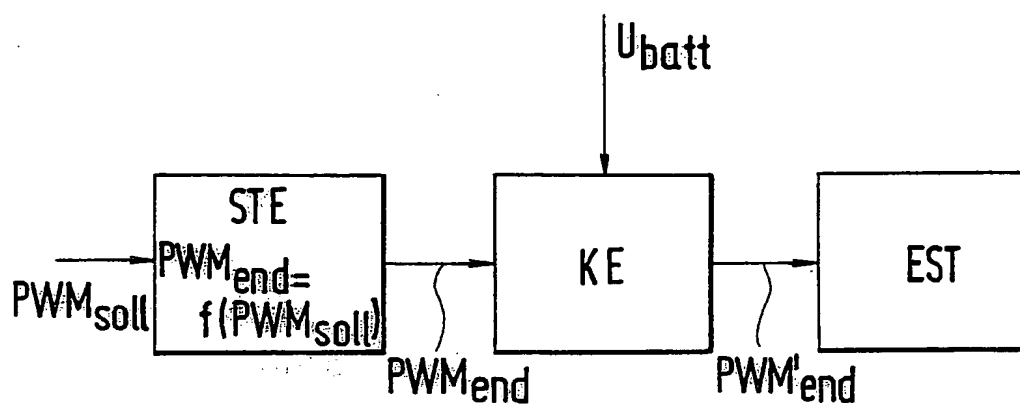 U_batt
STE
PWM_end=
f(PWM_soll)
PWM_soll
KE
EST
PWM_end
PWM'_end